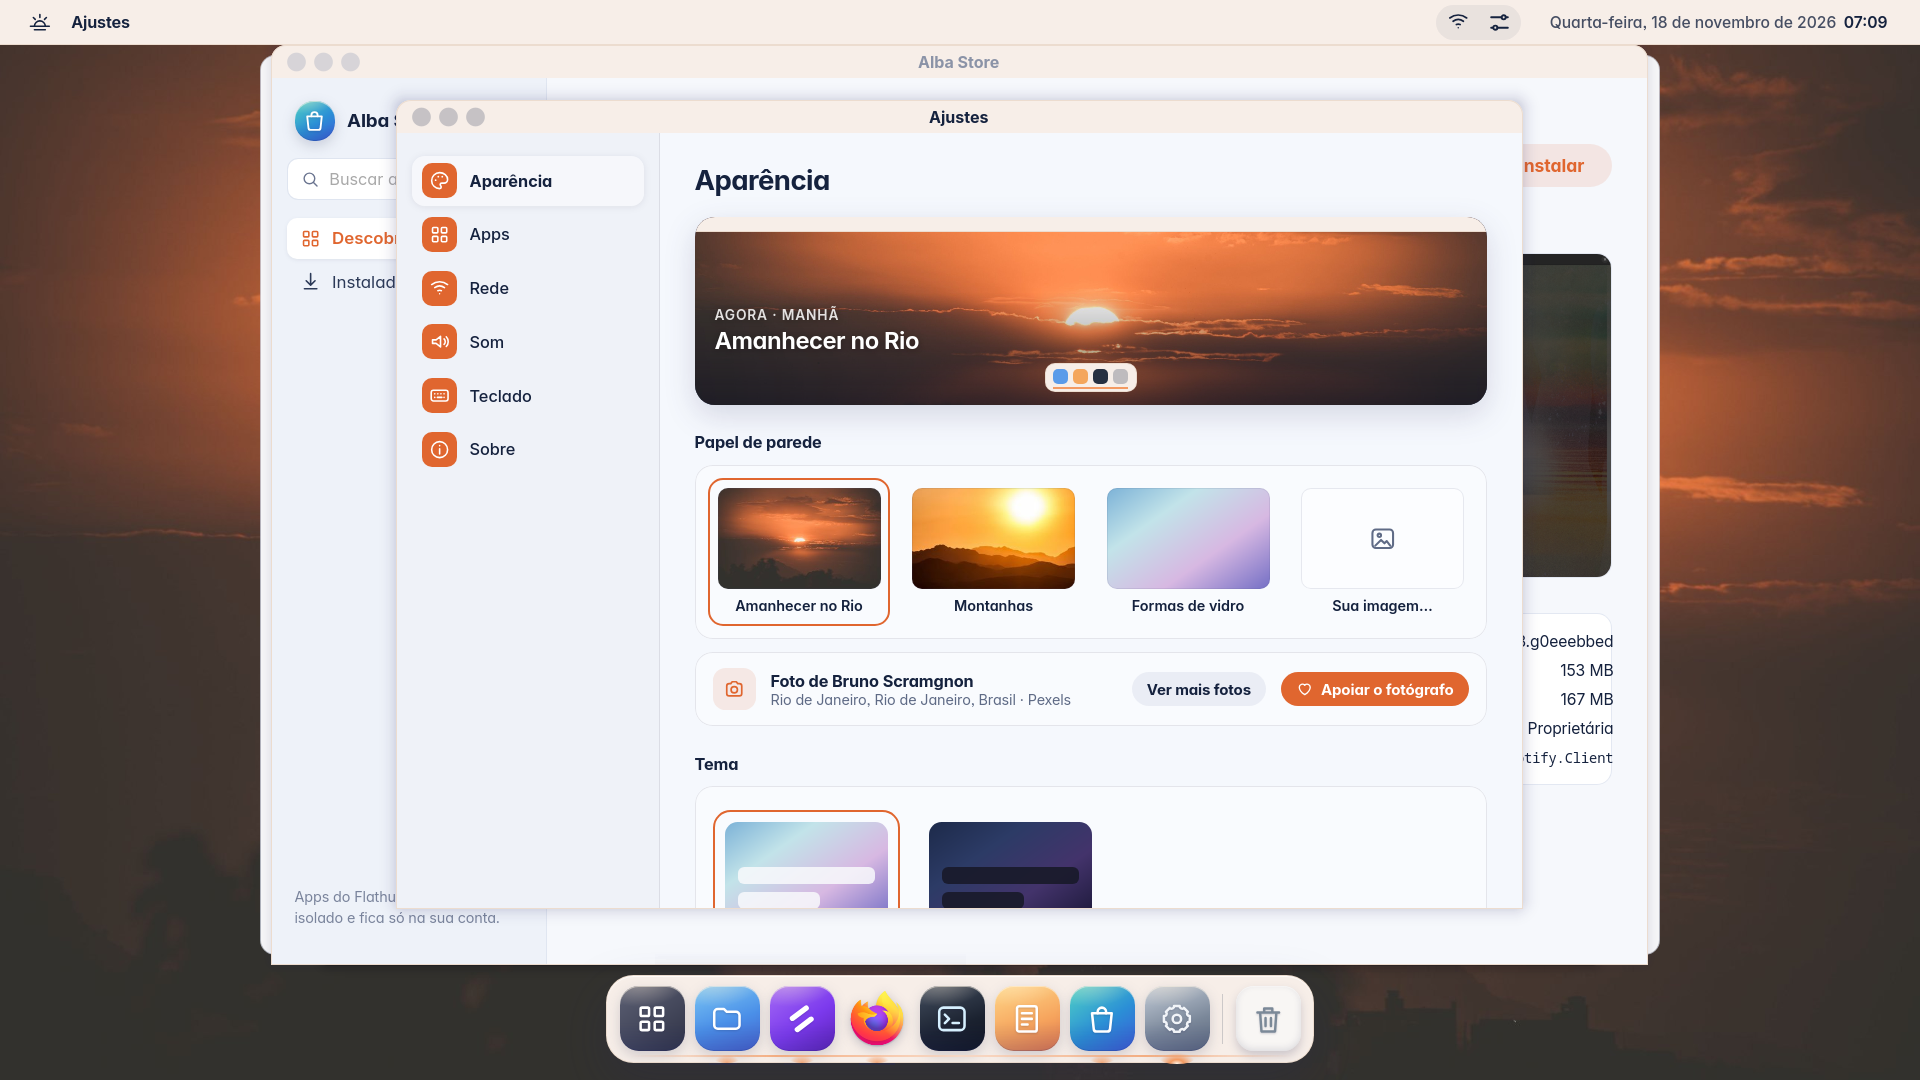 Ajustes
Quarta-feira, 18 de novembro de 2026 07:09
Alba Store
Alba
Ajustes
Buscar
Descobr
Instalad
Apps do Flathu
isolado e fica só na sua conta.
Aparência
Apps
Rede
Som
Teclado
Sobre
Aparência
AGORA · MANHÃ
Amanhecer no Rio
Papel de parede
Amanhecer no Rio
Montanhas
Formas de vidro
Sua imagem...
Foto de Bruno Scramgnon
Rio de Janeiro, Rio de Janeiro, Brasil · Pexels
Ver mais fotos
Apoiar o fotógrafo
Tema
nstalar
.g0eeebbed
153 MB
167 MB
Proprietária
tify.Client